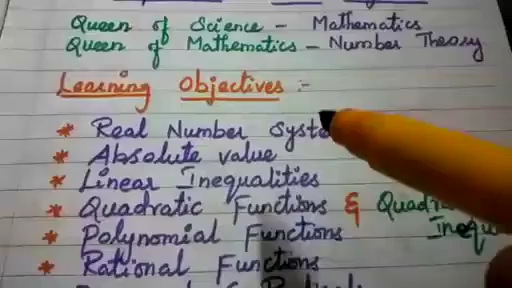 Queen of Science - Mathematics
Queen of Mathematics - Number Theory
Learning Objectives :-
* Real Number
* Absolute value
* Linear Inequalities
* Quadratic Functions &
* Polynomial Functions
* Rational Functions